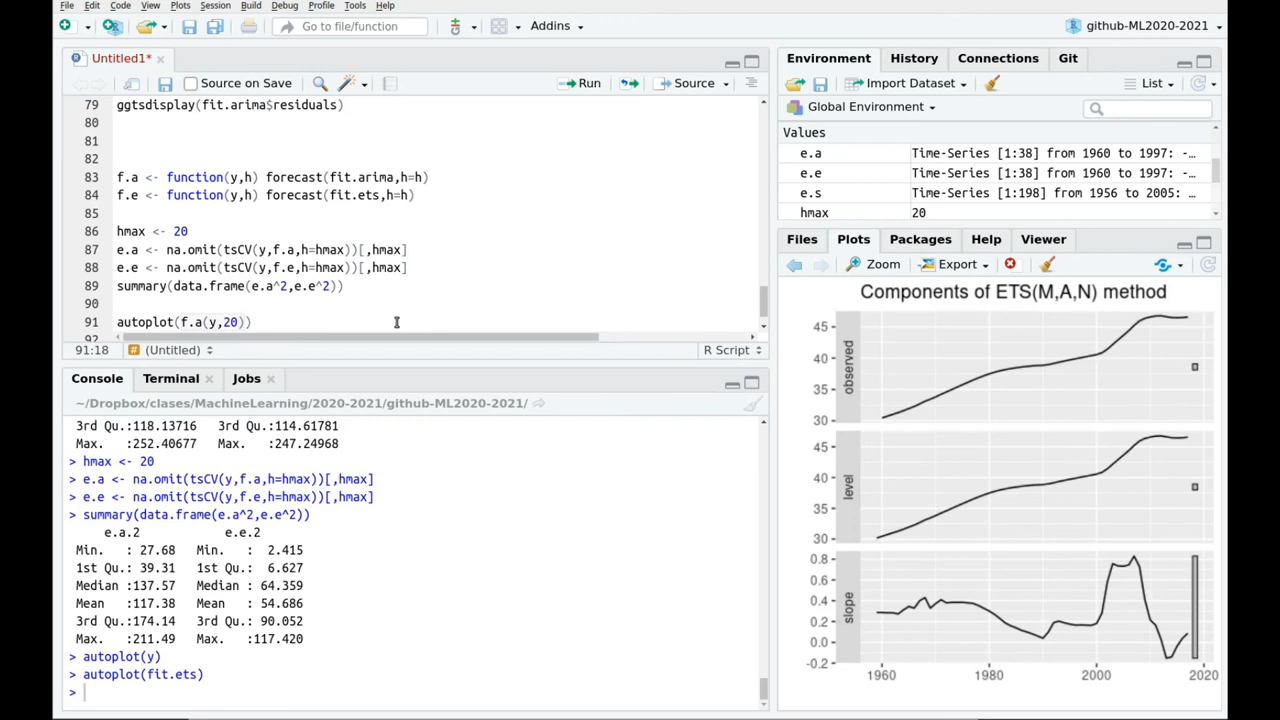 File Edit Code View Plots Session Build Debug Profile Tools Help
Go to file/function
Addins
github-ML2020-2021
Untitled1*
Source on Save
Run
Source
79 ggtsdisplay(fit.arima$residuals)
80
81
82
83 f.a <- function(y,h) forecast(fit.arima,h=h)
84 f.e <- function(y,h) forecast(fit.ets,h=h)
85
86 hmax <- 20
87 e.a <- na.omit(tsCV(y,f.a,h=hmax))[,hmax]
88 e.e <- na.omit(tsCV(y,f.e,h=hmax))[,hmax]
89 summary(data.frame(e.a^2,e.e^2))
90
91 autoplot(f.a(y,20))
92
91:18 (Untitled) R Script
Console Terminal Jobs
~/Dropbox/clases/MachineLearning/2020-2021/github-ML2020-2021/
3rd Qu.:118.13716 3rd Qu.:114.61781
Max. :252.40677 Max. :247.24968
> hmax <- 20
> e.a <- na.omit(tsCV(y,f.a,h=hmax))[,hmax]
> e.e <- na.omit(tsCV(y,f.e,h=hmax))[,hmax]
> summary(data.frame(e.a^2,e.e^2))
e.a.2 e.e.2
Min. : 27.68 Min. : 2.415
1st Qu.: 39.31 1st Qu.: 6.627
Median :137.57 Median : 64.359
Mean :117.38 Mean : 54.686
3rd Qu.:174.14 3rd Qu.: 90.052
Max. :211.49 Max. :117.420
> autoplot(y)
> autoplot(fit.ets)
>
Environment History Connections Git
Import Dataset
List
Global Environment
Values
e.a Time-Series [1:38] from 1960 to 1997: -…
e.e Time-Series [1:38] from 1960 to 1997: -…
e.s Time-Series [1:198] from 1956 to 2005: …
hmax 20
Files Plots Packages Help Viewer
Zoom Export
Components of ETS(M,A,N) method
45
40
35
30
observed
45
40
35
30
level
0.8
0.6
0.4
0.2
0.0
-0.2
slope
1960 1980 2000 2020